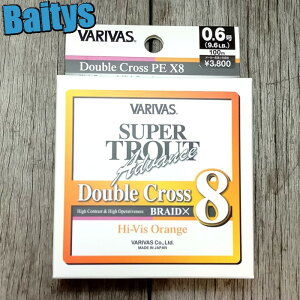 Baitys
VARIVAS®
0.6号
(9.6LB.)
100m
¥3,800
Double Cross PE X8
VARIVAS®
SUPER
TROUT
Advance
Double Cross
8
High Contrast & High Operativeness
BRAID×
Hi-Vis Orange
VARIVAS Co., Ltd.
MADE IN JAPAN